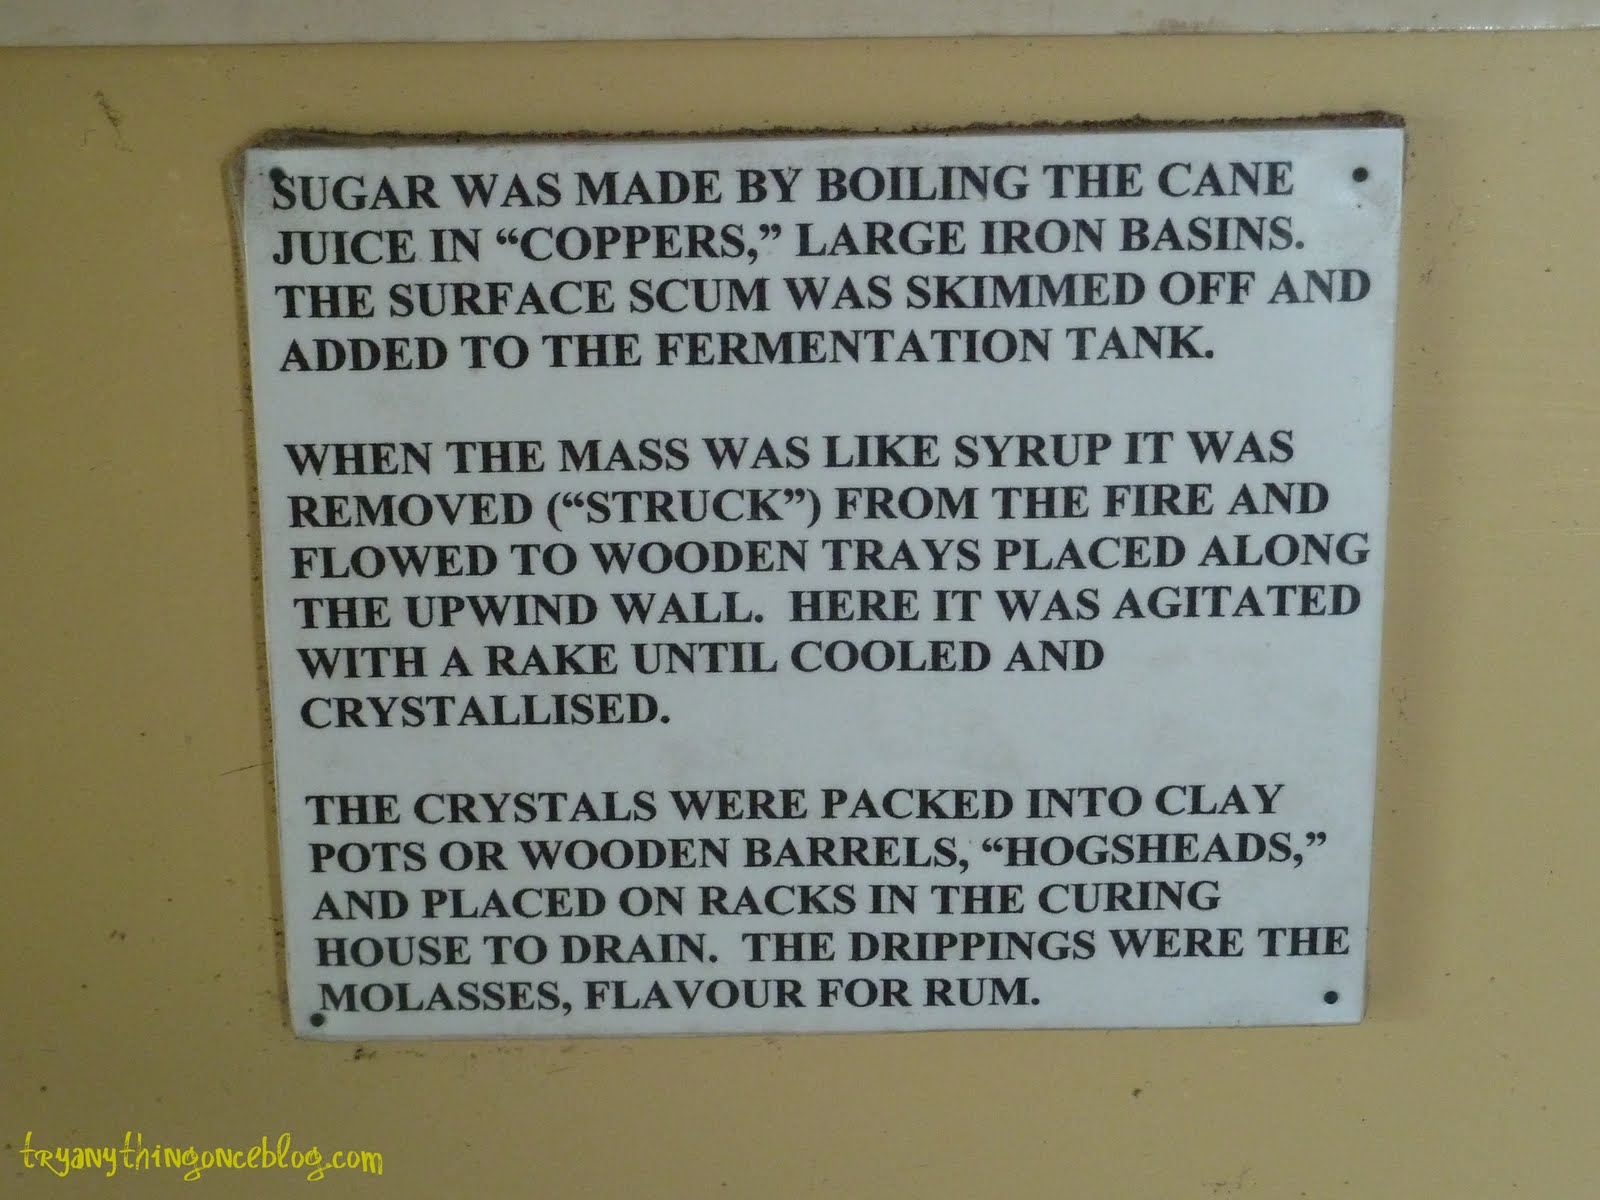 SUGAR WAS MADE BY BOILING THE CANE
JUICE IN “COPPERS,” LARGE IRON BASINS.
THE SURFACE SCUM WAS SKIMMED OFF AND
ADDED TO THE FERMENTATION TANK.
WHEN THE MASS WAS LIKE SYRUP IT WAS
REMOVED (“STRUCK”) FROM THE FIRE AND
FLOWED TO WOODEN TRAYS PLACED ALONG
THE UPWIND WALL. HERE IT WAS AGITATED
WITH A RAKE UNTIL COOLED AND
CRYSTALLISED.
THE CRYSTALS WERE PACKED INTO CLAY
POTS OR WOODEN BARRELS, “HOGSHEADS,”
AND PLACED ON RACKS IN THE CURING
HOUSE TO DRAIN. THE DRIPPINGS WERE THE
MOLASSES, FLAVOUR FOR RUM.
tryanythingonceblog.com